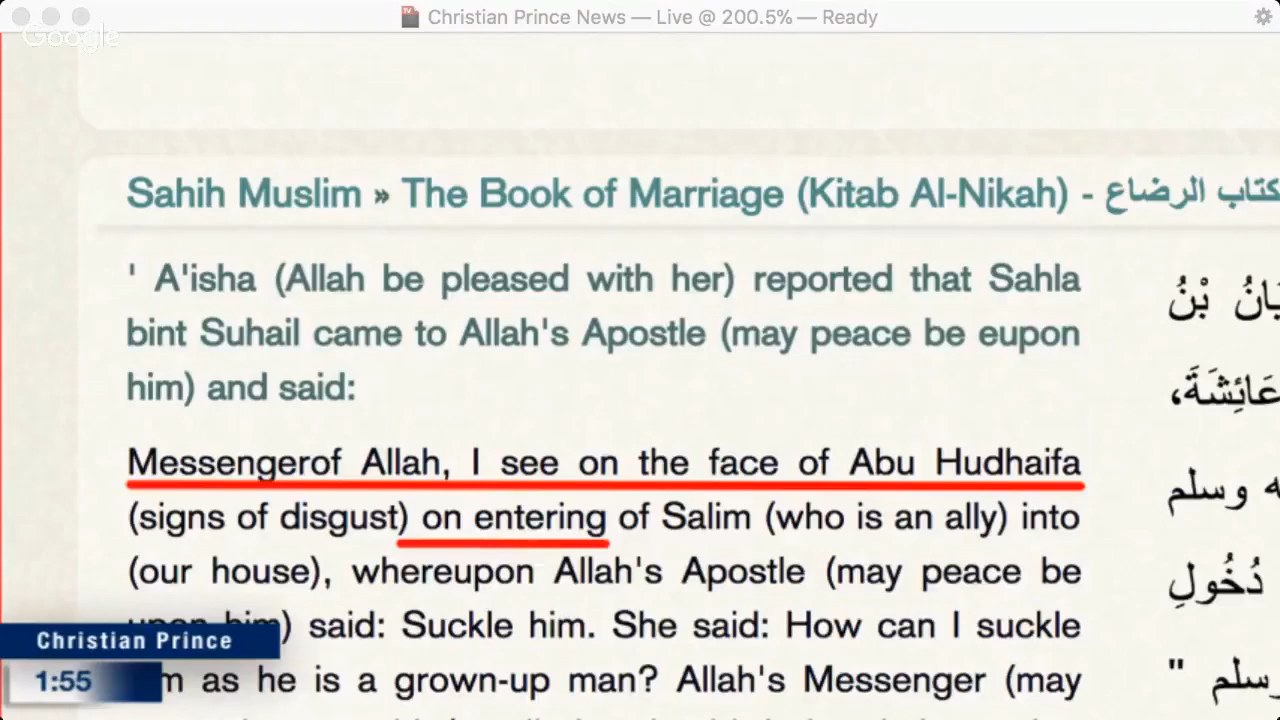 Christian Prince News — Live @ 200.5% — Ready
Google
Sahih Muslim » The Book of Marriage (Kitab Al-Nikah) - كتاب الرضاع
' A'isha (Allah be pleased with her) reported that Sahla
bint Suhail came to Allah's Apostle (may peace be eupon
him) and said:
Messengerof Allah, I see on the face of Abu Hudhaifa
(signs of disgust) on entering of Salim (who is an ally) into
(our house), whereupon Allah's Apostle (may peace be
upon him) said: Suckle him. She said: How can I suckle
him as he is a grown-up man? Allah's Messenger (may
بْنُ
عَائِشَةَ،
وسلم
دُخُولِ
وسلم "
Christian Prince
1:55